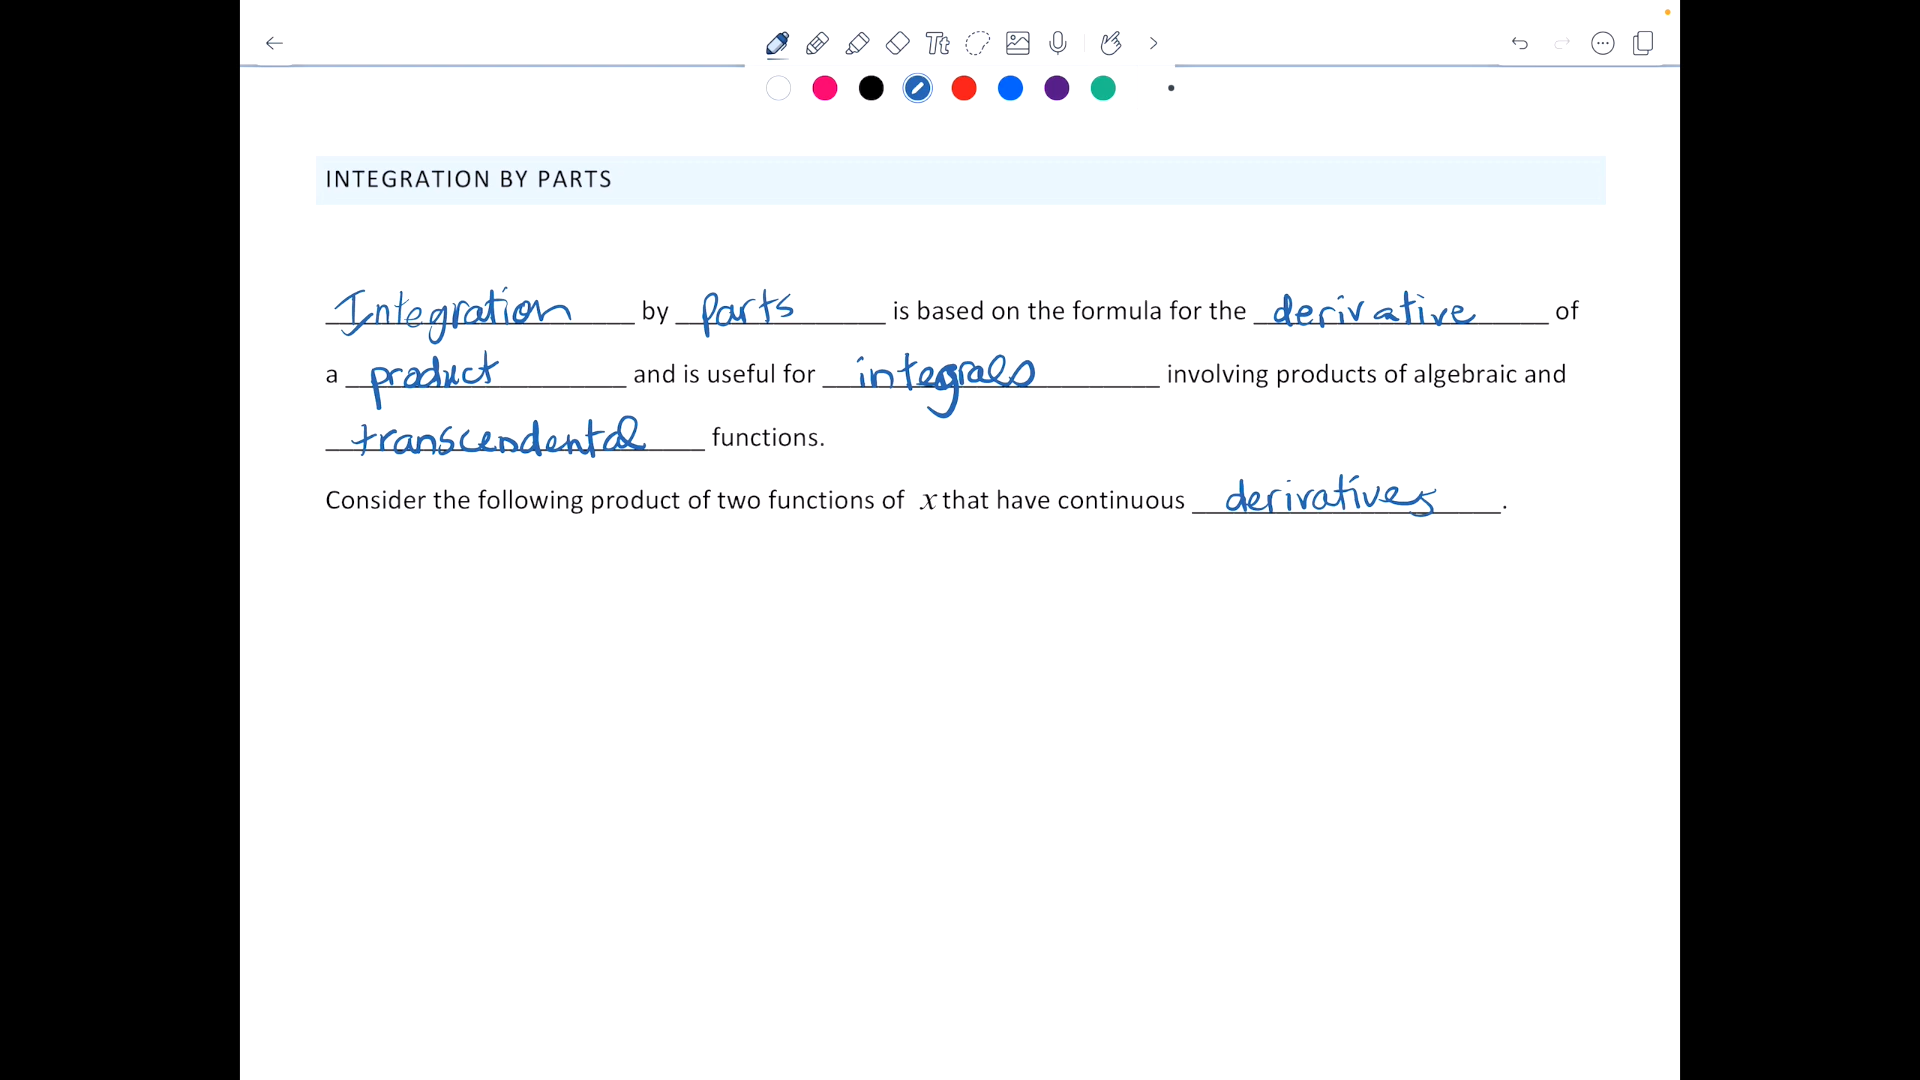 Tt
INTEGRATION BY PARTS
Integration by parts is based on the formula for the derivative of
a product and is useful for integrals involving products of algebraic and
transcendental functions.
Consider the following product of two functions of x that have continuous derivatives.